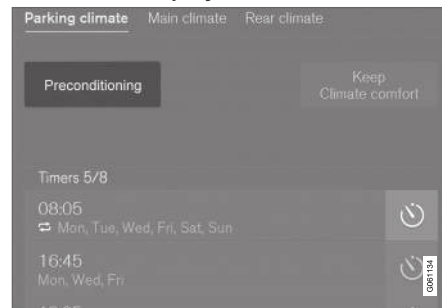 Parking climate Main climate Rear climate
Preconditioning
Keep
Climate comfort
Timers 5/8
08:05
Mon, Tue, Wed, Fri, Sat, Sun
16:45
Mon, Wed, Fri
G061134